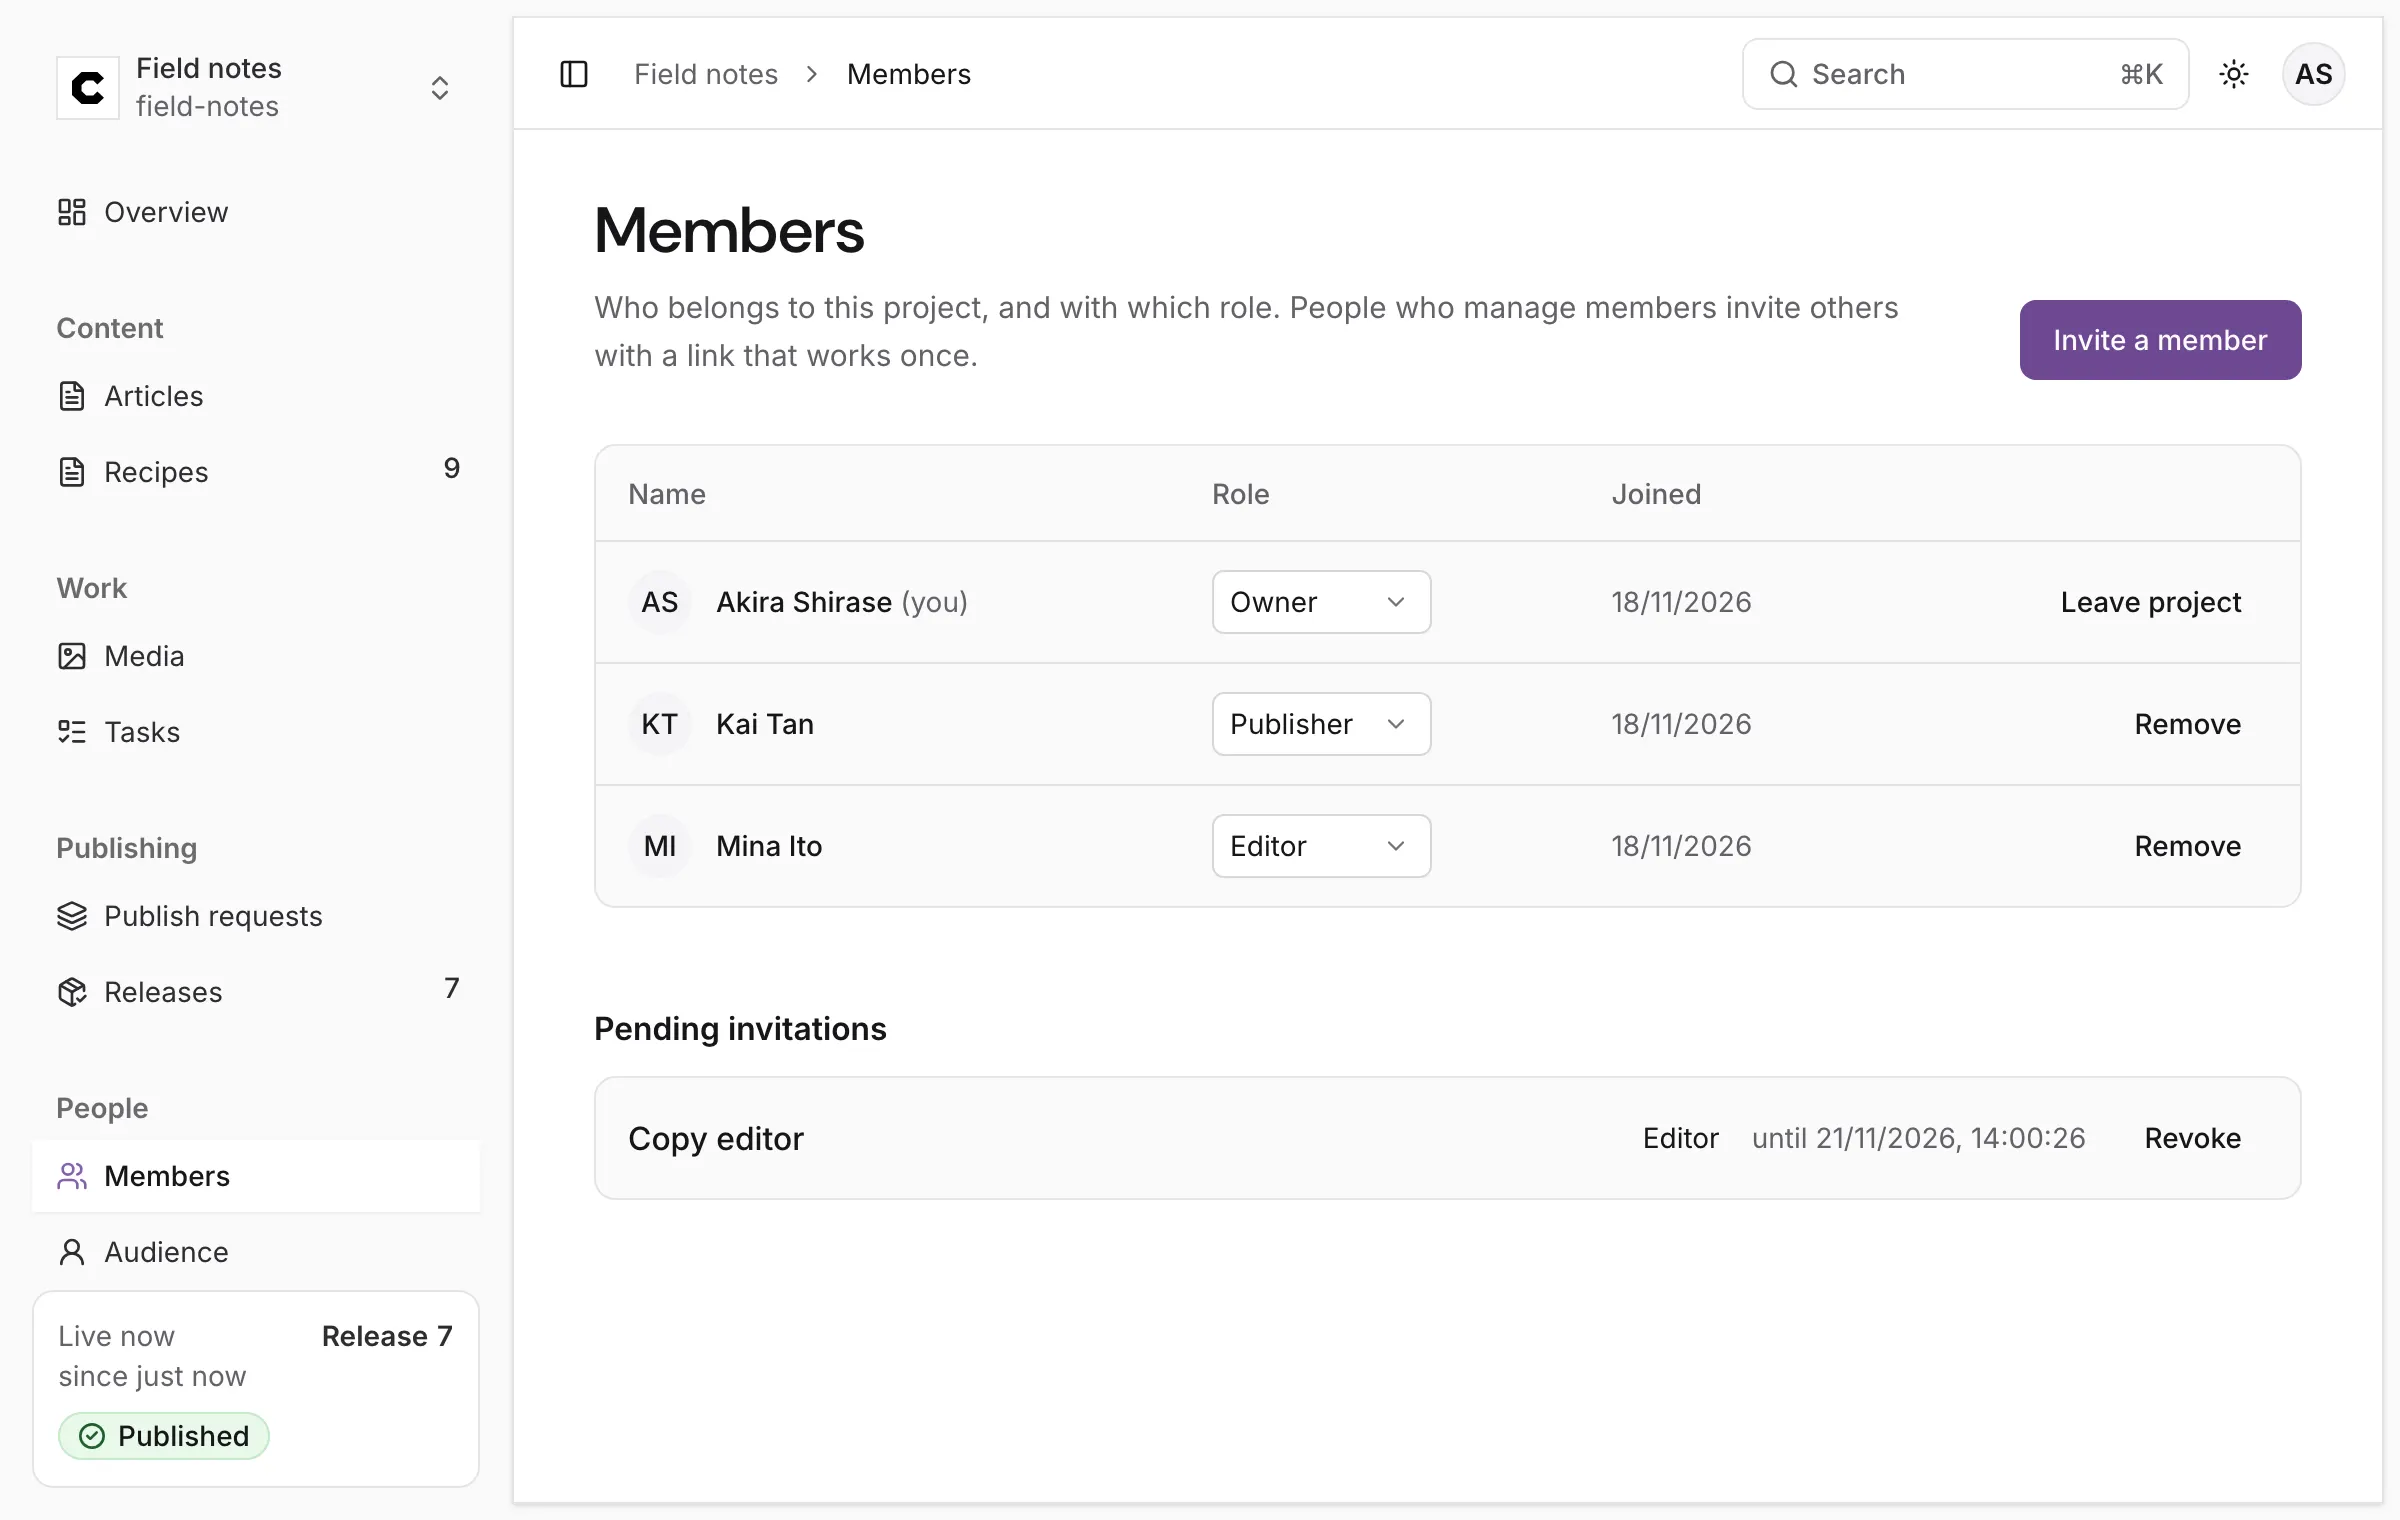 Field notes
field-notes
Overview
Content
Articles
Recipes 9
Work
Media
Tasks
Publishing
Publish requests
Releases 7
People
Members
Audience
Live now Release 7
since just now
Published
Field notes > Members
Search ⌘K
AS
Members
Who belongs to this project, and with which role. People who manage members invite others
with a link that works once.
Invite a member
Name Role Joined
AS Akira Shirase (you) Owner 18/11/2026 Leave project
KT Kai Tan Publisher 18/11/2026 Remove
MI Mina Ito Editor 18/11/2026 Remove
Pending invitations
Copy editor Editor until 21/11/2026, 14:00:26 Revoke